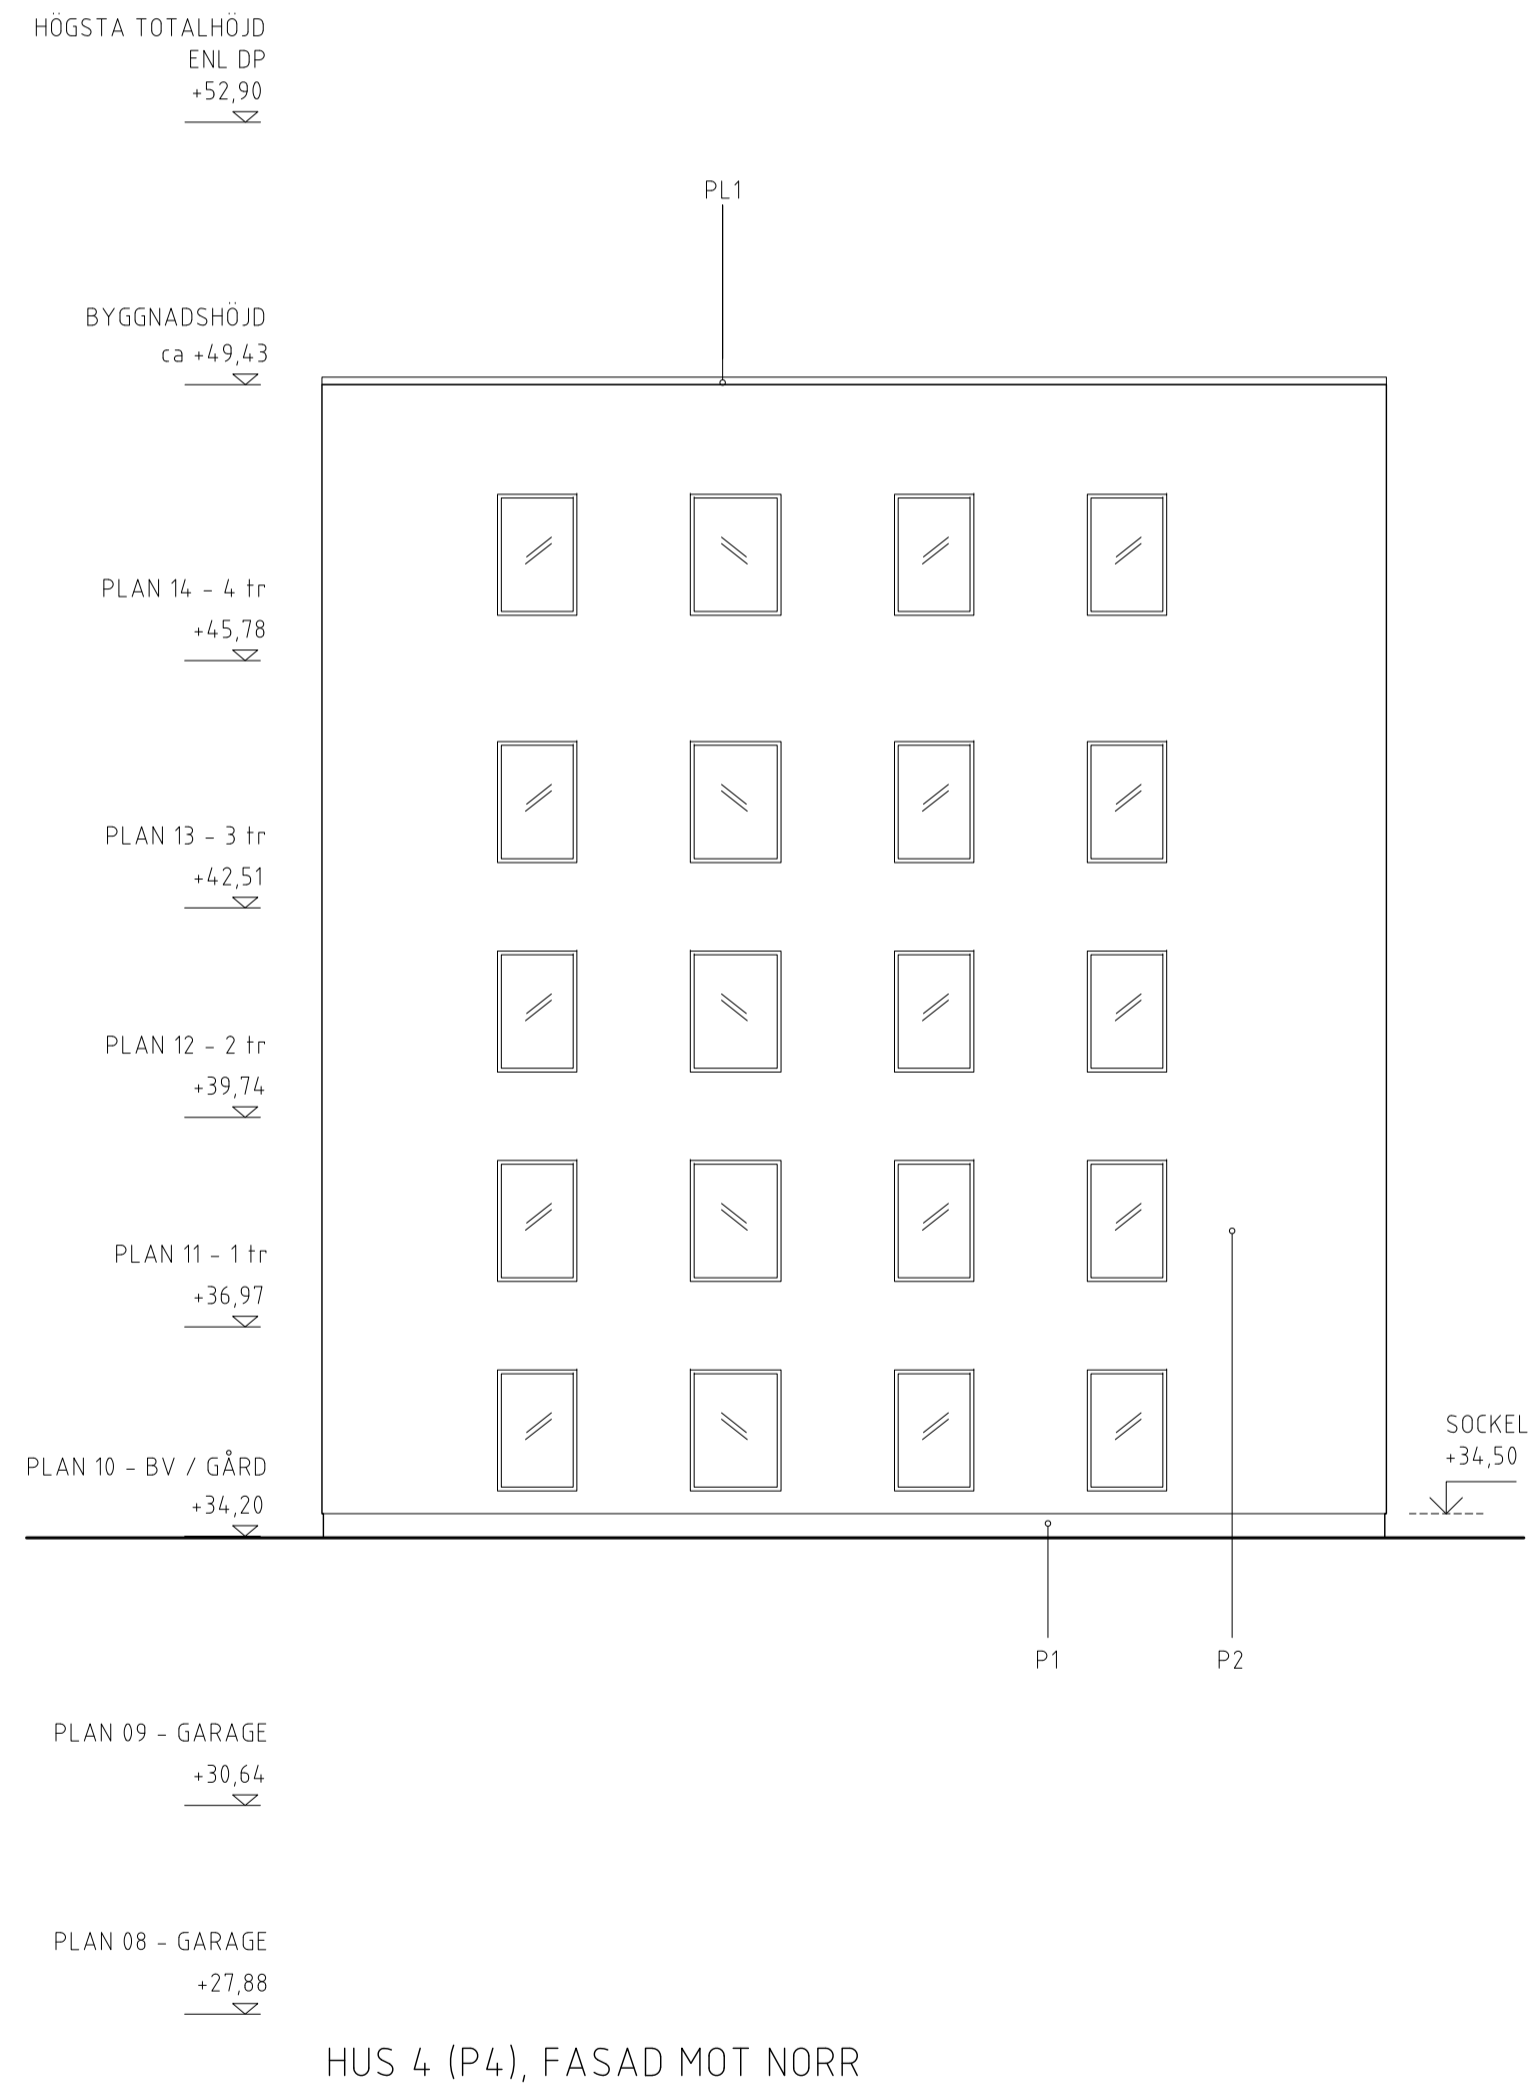 HÖGSTA TOTALHÖJD
ENL DP
+52,90
PL1
BYGGNADSHÖJD
ca +49,43
PLAN 14 - 4 tr
+45,78
PLAN 13 - 3 tr
+42,51
PLAN 12 - 2 tr
+39,74
PLAN 11 - 1 tr
+36,97
SOCKEL
+34,50
PLAN 10 - BV / GÅRD
+34,20
P1
P2
PLAN 09 - GARAGE
+30,64
PLAN 08 - GARAGE
+27,88
HUS 4 (P4), FASAD MOT NORR